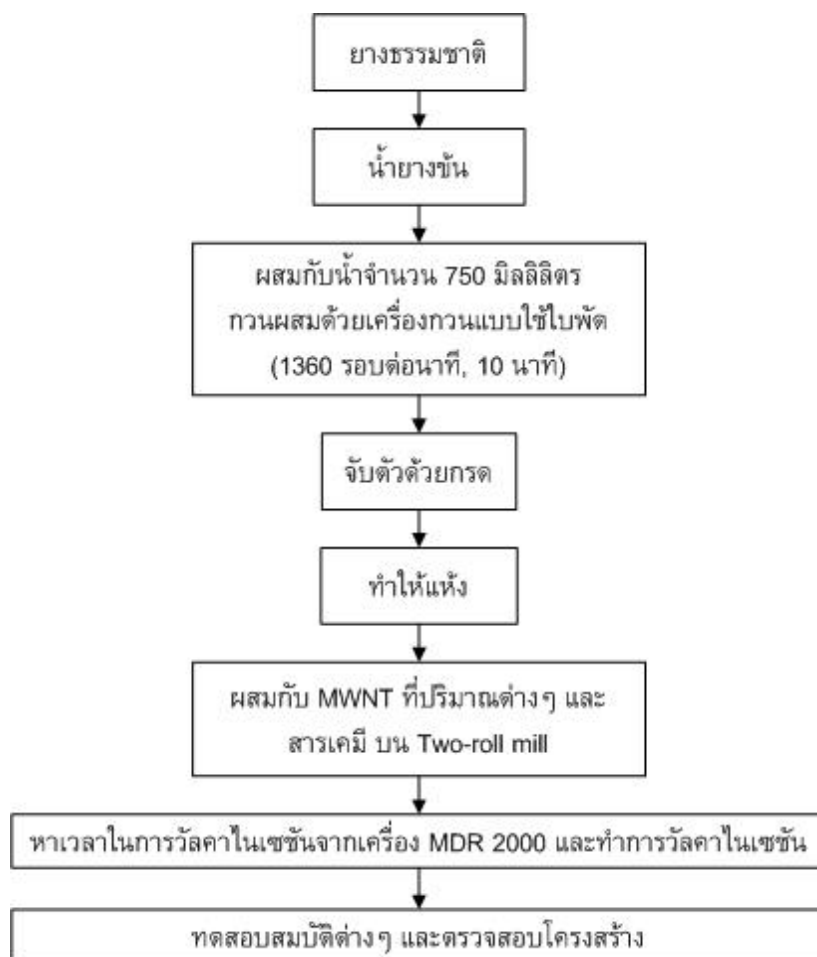 ยางธรรมชาติ
น้ำยางข้น
ผสมกับน้ำจำนวน 750 มิลลิลิตร
กวนผสมด้วยเครื่องกวนแบบใช้ใบพัด
(1360 รอบต่อนาที, 10 นาที)
จับตัวด้วยกรด
ทำให้แห้ง
ผสมกับ MWNT ที่ปริมาณต่างๆ และ
สารเคมี บน Two-roll mill
หาเวลาในการวัลคาไนเซชันจากเครื่อง MDR 2000 และทำการวัลคาไนเซชัน
ทดสอบสมบัติต่างๆ และตรวจสอบโครงสร้าง